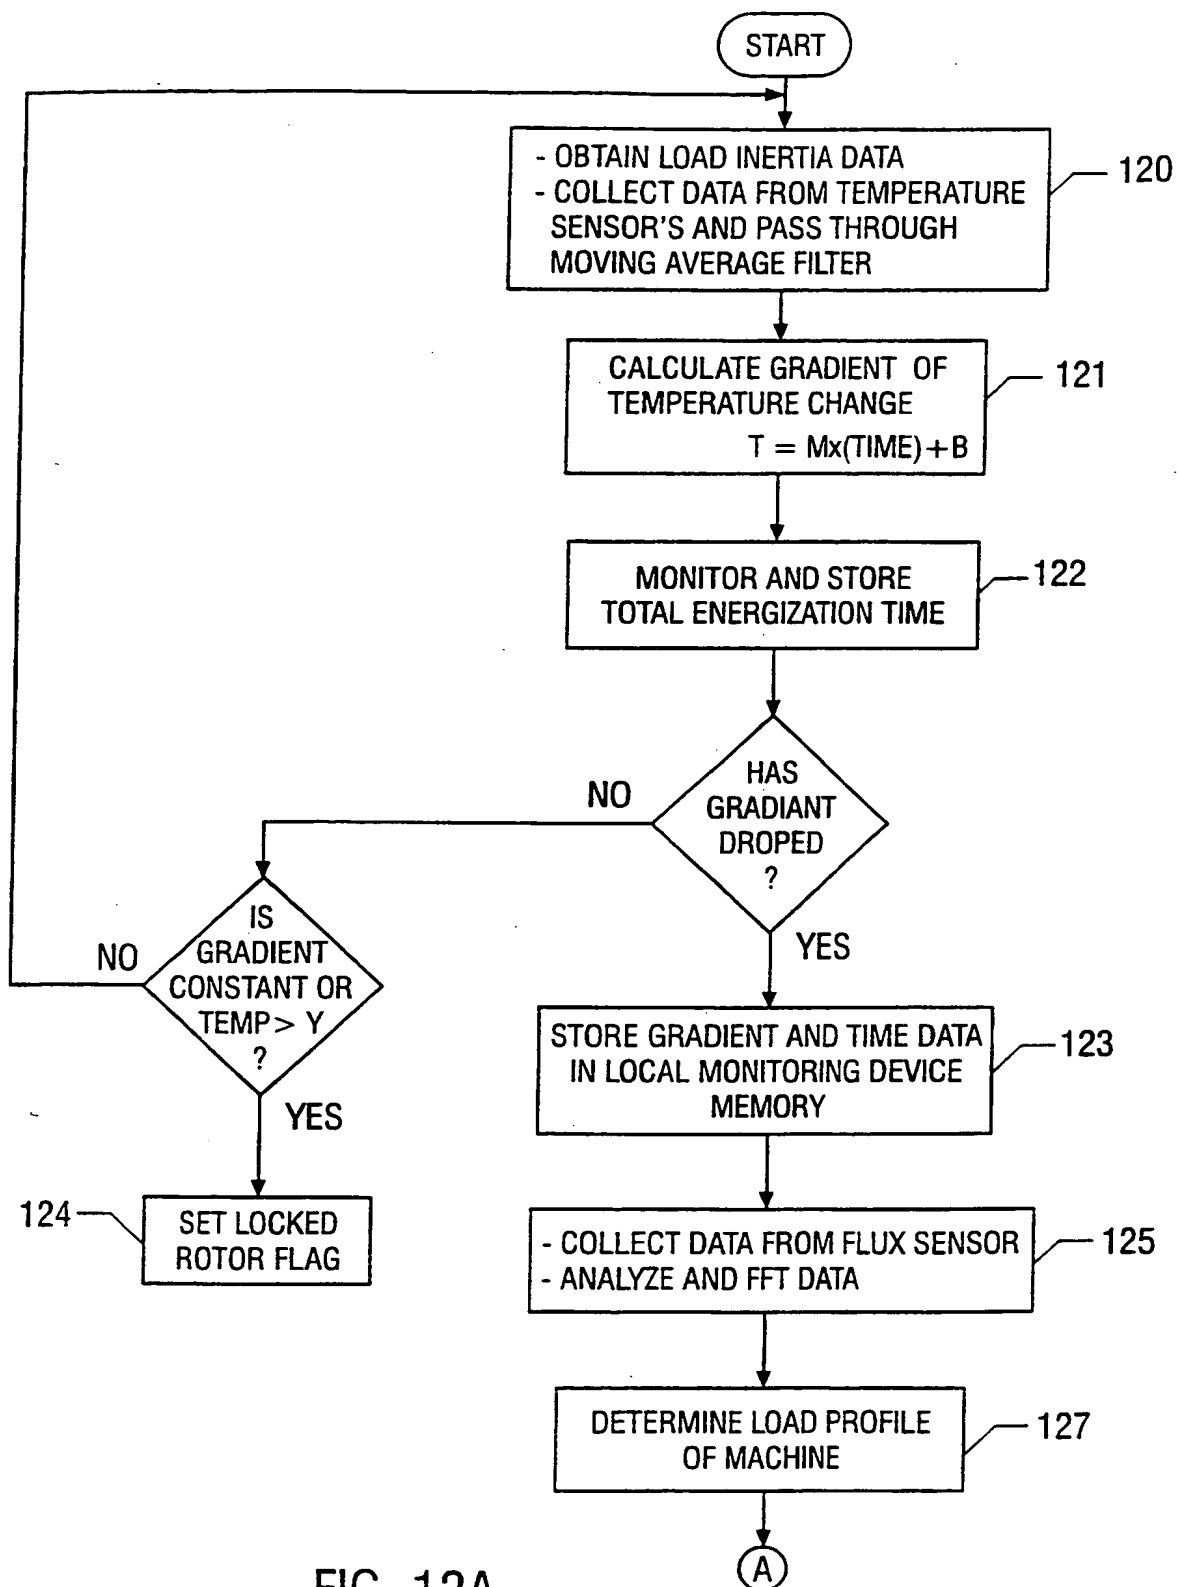 START
- OBTAIN LOAD INERTIA DATA
- COLLECT DATA FROM TEMPERATURE
SENSOR'S AND PASS THROUGH
MOVING AVERAGE FILTER
120
CALCULATE GRADIENT OF
TEMPERATURE CHANGE
T = Mx(TIME)+B
121
MONITOR AND STORE
TOTAL ENERGIZATION TIME
122
HAS
GRADIANT
DROPED
?
NO
YES
IS
GRADIENT
CONSTANT OR
TEMP> Y
?
NO
YES
STORE GRADIENT AND TIME DATA
IN LOCAL MONITORING DEVICE
MEMORY
123
124
SET LOCKED
ROTOR FLAG
- COLLECT DATA FROM FLUX SENSOR
- ANALYZE AND FFT DATA
125
DETERMINE LOAD PROFILE
OF MACHINE
127
A
FIG. 12A